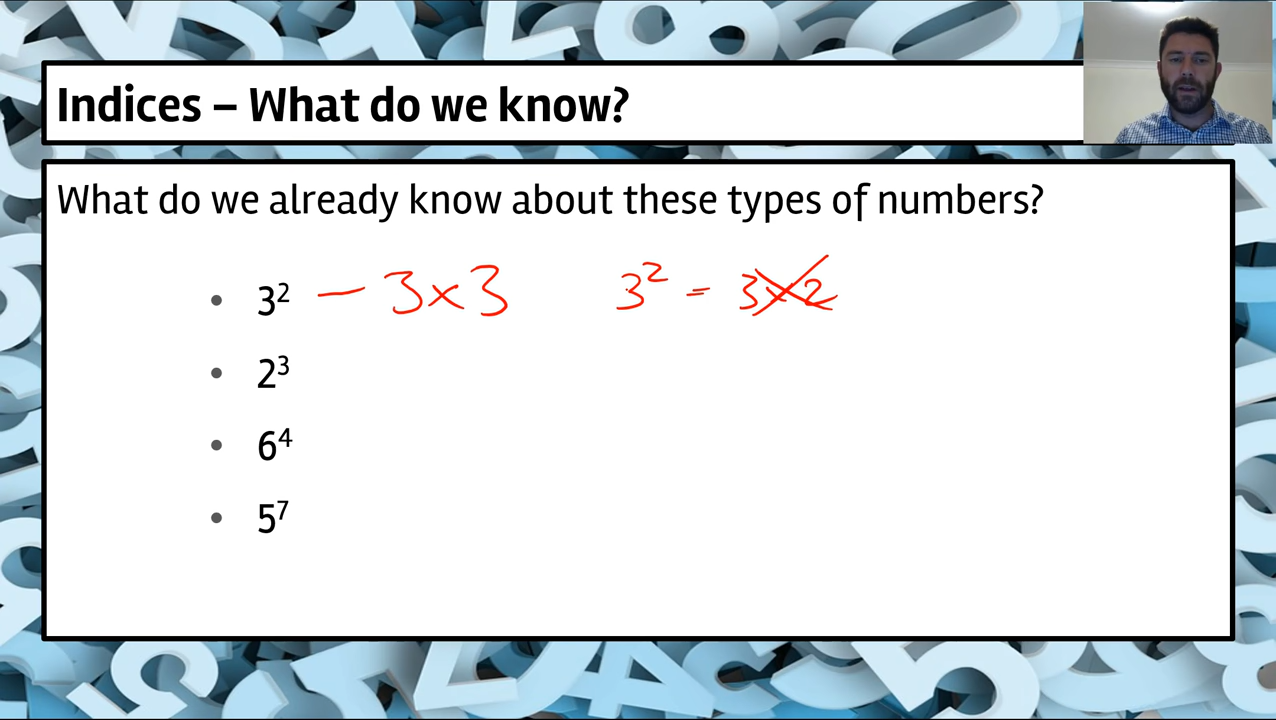 Indices – What do we know?
What do we already know about these types of numbers?
• 3² — 3×3 3² = 3×2
• 2³
• 6⁴
• 5⁷